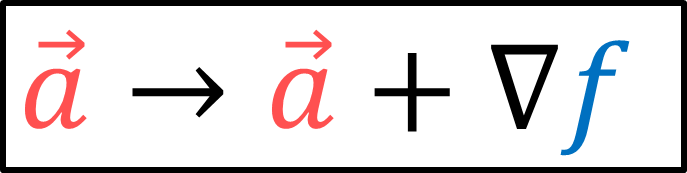 a⃗ → a⃗ + ∇f